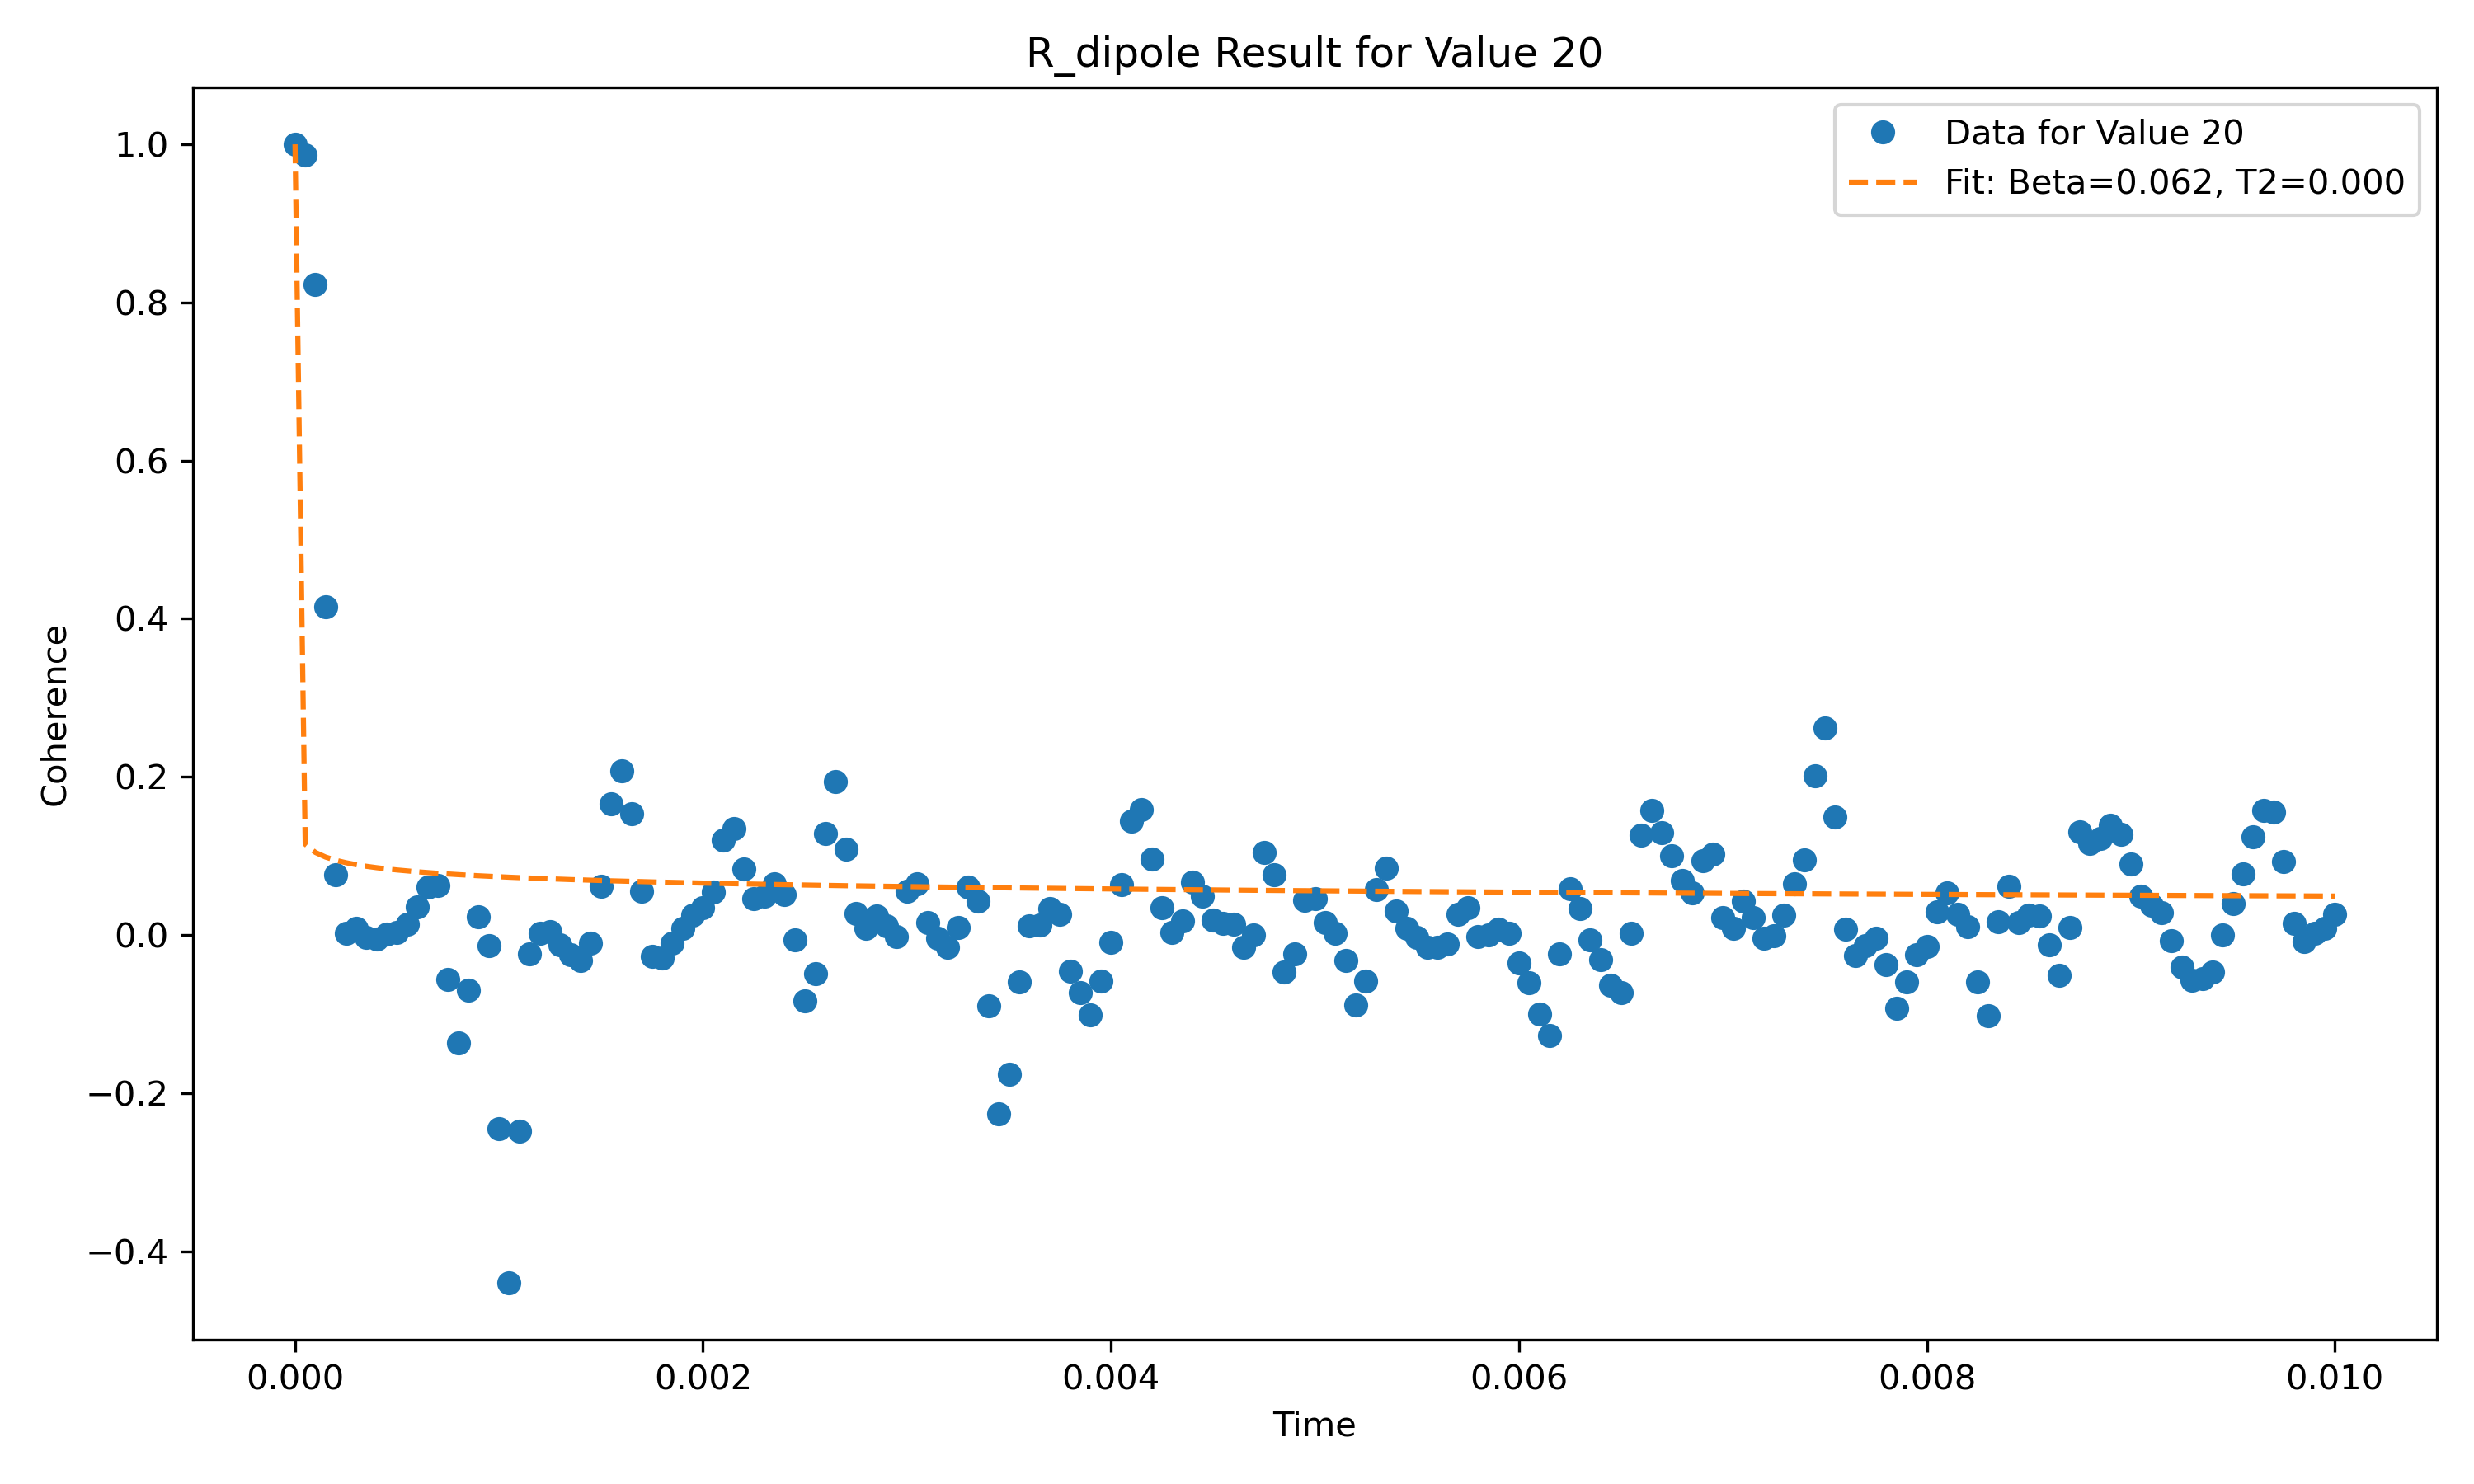 R_dipole Result for Value 20
Data for Value 20
Fit: Beta=0.062, T2=0.000
Coherence
1.0
0.8
0.6
0.4
0.2
0.0
−0.2
−0.4
0.000 0.002 0.004 0.006 0.008 0.010
Time